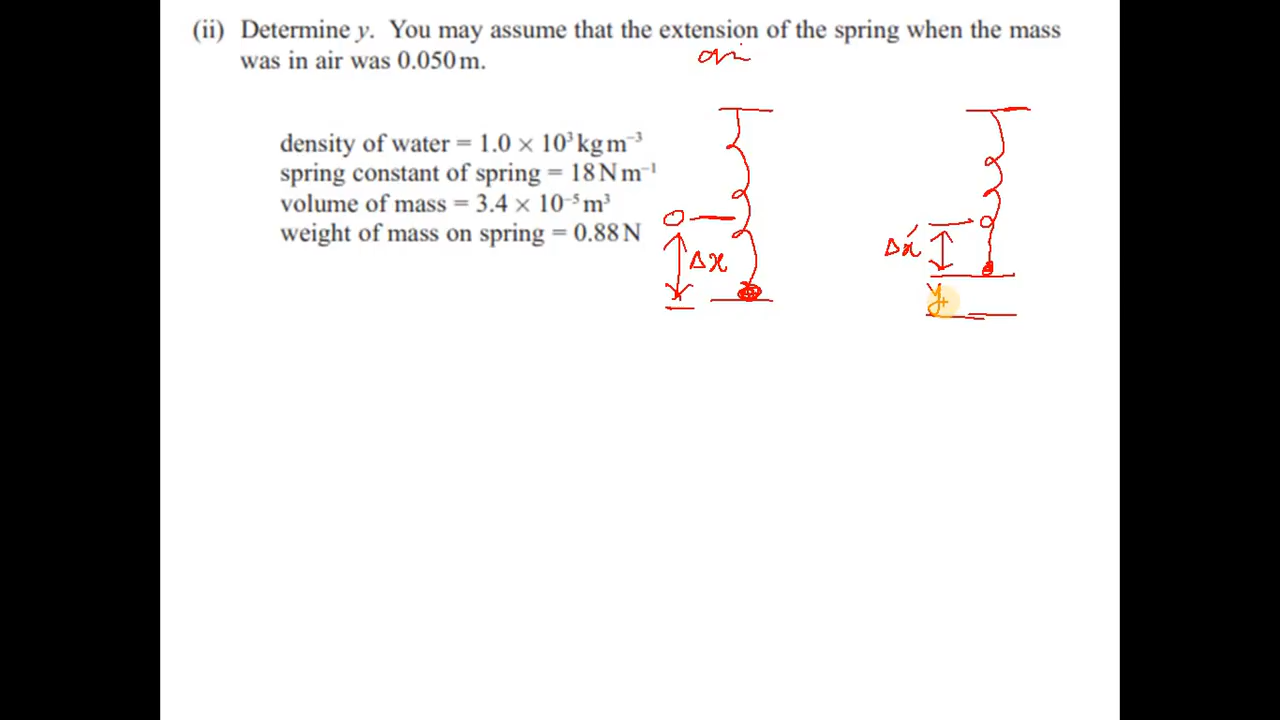 (ii) Determine y. You may assume that the extension of the spring when the mass
was in air was 0.050 m.
air
density of water = 1.0 × 10³ kg m⁻³
spring constant of spring = 18 N m⁻¹
volume of mass = 3.4 × 10⁻⁵ m³
weight of mass on spring = 0.88 N
Δx
Δx́
y